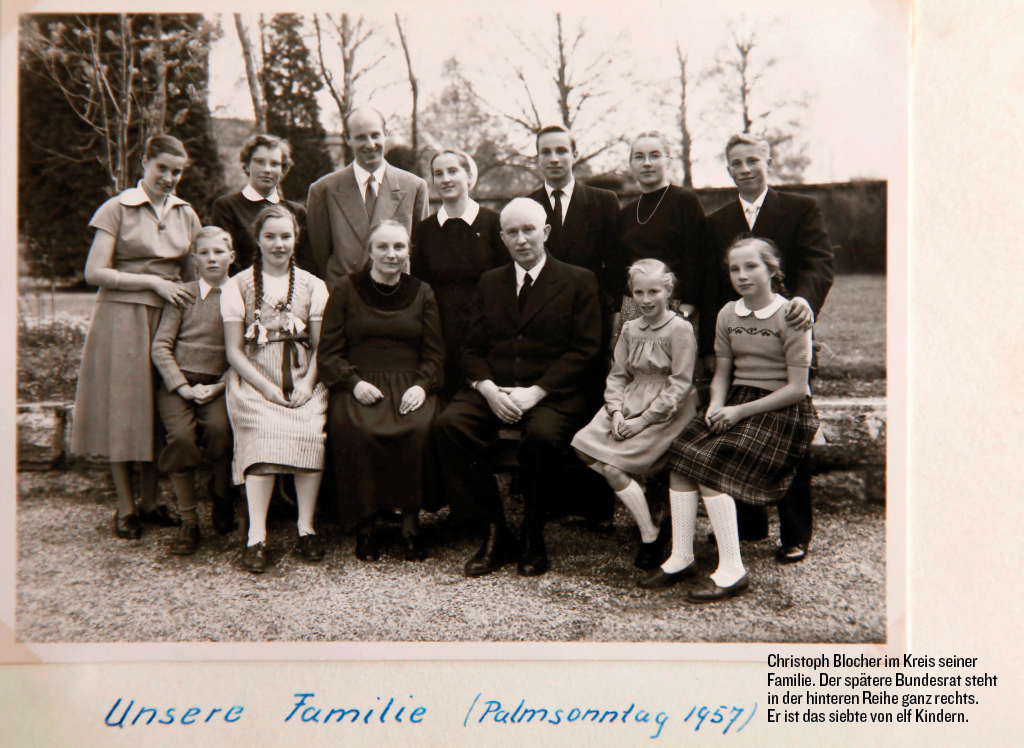 Unsere Familie (Palmsonntag 1957)
Christoph Blocher im Kreis seiner
Familie. Der spätere Bundesrat steht
in der hinteren Reihe ganz rechts.
Er ist das siebte von elf Kindern.